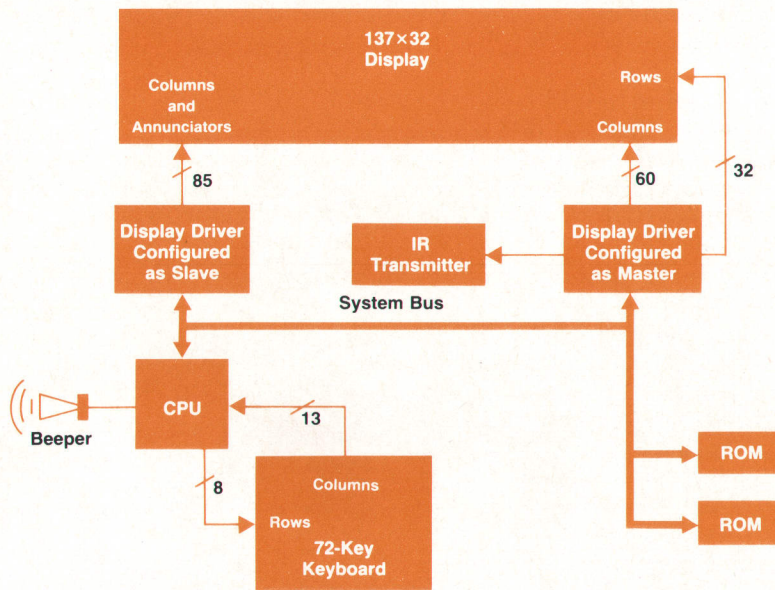 137×32
Display
Columns
and
Annunciators
Rows
Columns
85
60
32
Display Driver
Configured
as Slave
IR
Transmitter
Display Driver
Configured
as Master
System Bus
CPU
Beeper
13
8
Columns
Rows
72-Key
Keyboard
ROM
ROM